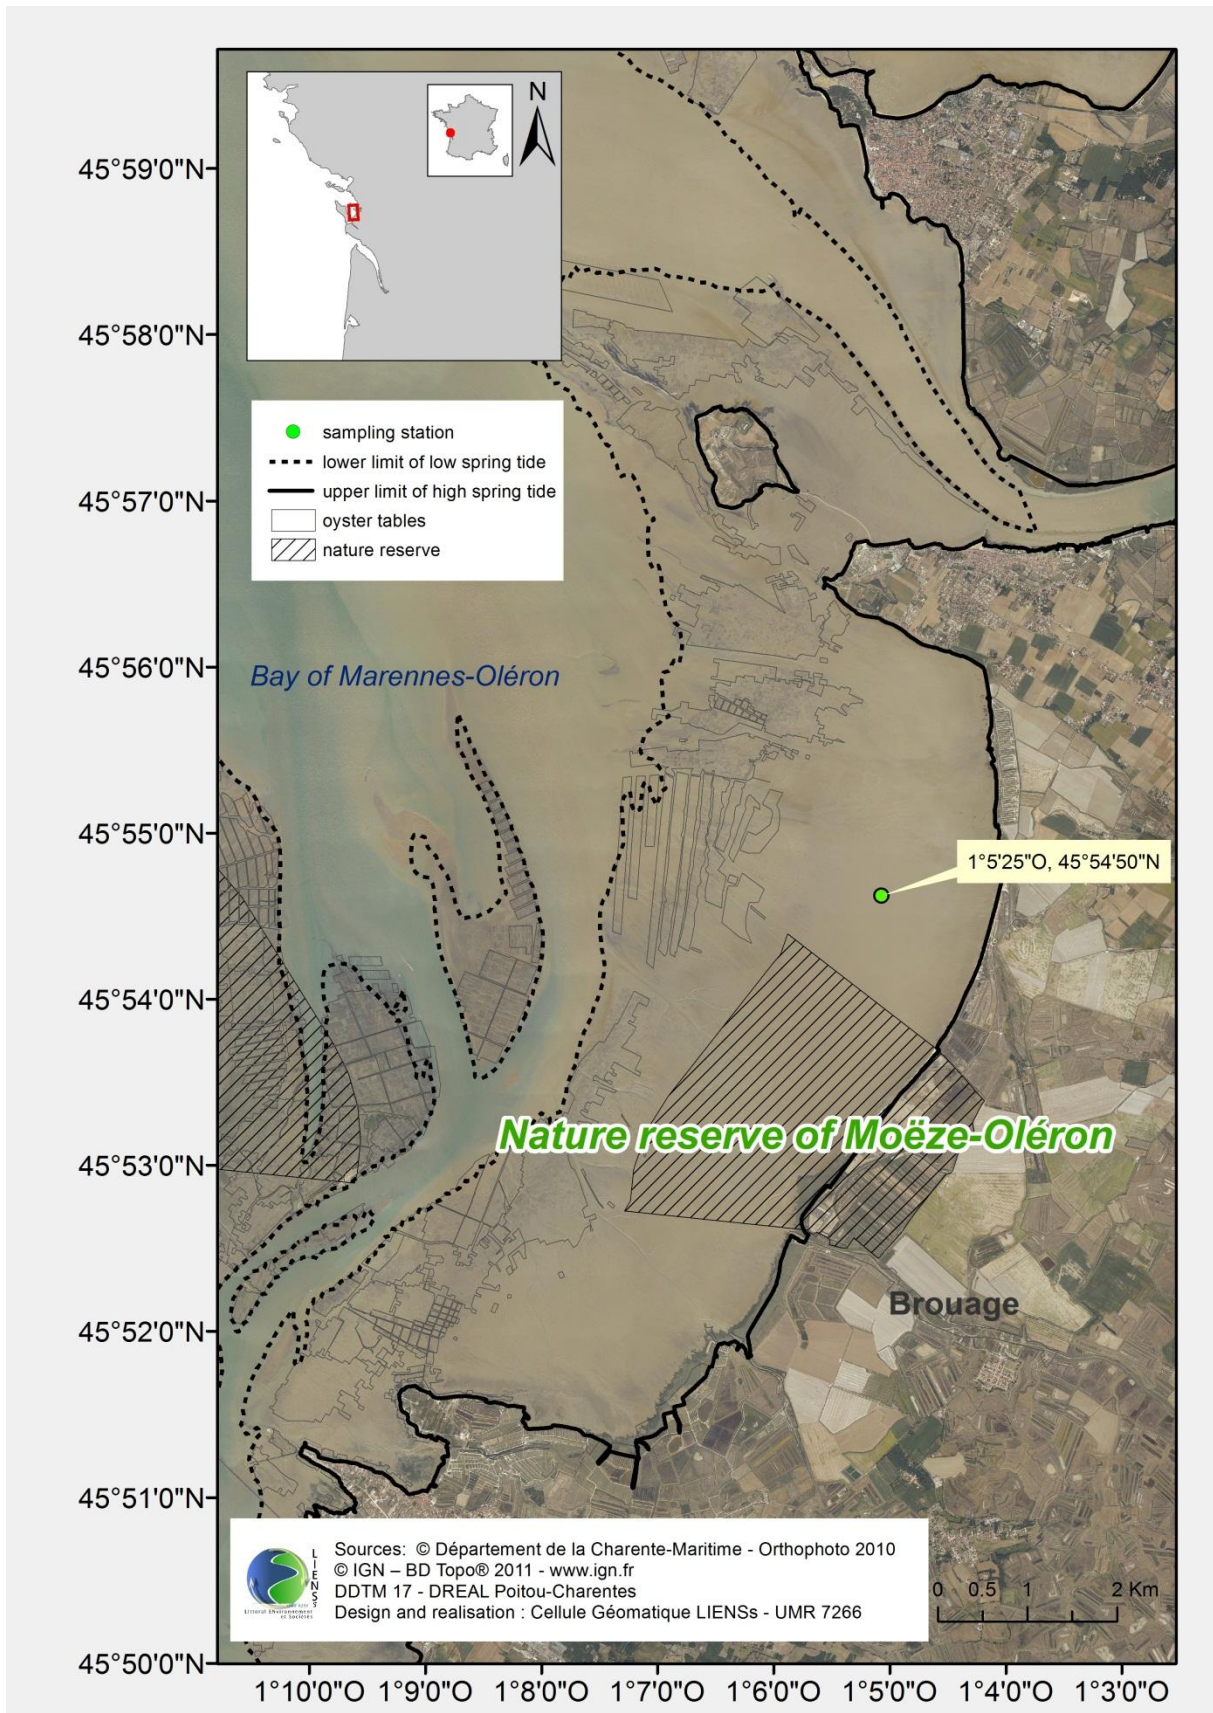 N
45°59'0"N
45°58'0"N
45°57'0"N
45°56'0"N
45°55'0"N
45°54'0"N
45°53'0"N
45°52'0"N
45°51'0"N
45°50'0"N
sampling station
lower limit of low spring tide
upper limit of high spring tide
oyster tables
nature reserve
Bay of Marennes-Oléron
1°5'25"O, 45°54'50"N
Nature reserve of Moëze-Oléron
Brouage
LIENSs
Littoral Environnement
et Sociétés
Sources: © Département de la Charente-Maritime - Orthophoto 2010
© IGN – BD Topo® 2011 - www.ign.fr
DDTM 17 - DREAL Poitou-Charentes
Design and realisation : Cellule Géomatique LIENSs - UMR 7266
0 0.5 1 2 Km
1°10'0"O 1°9'0"O 1°8'0"O 1°7'0"O 1°6'0"O 1°5'0"O 1°4'0"O 1°3'0"O